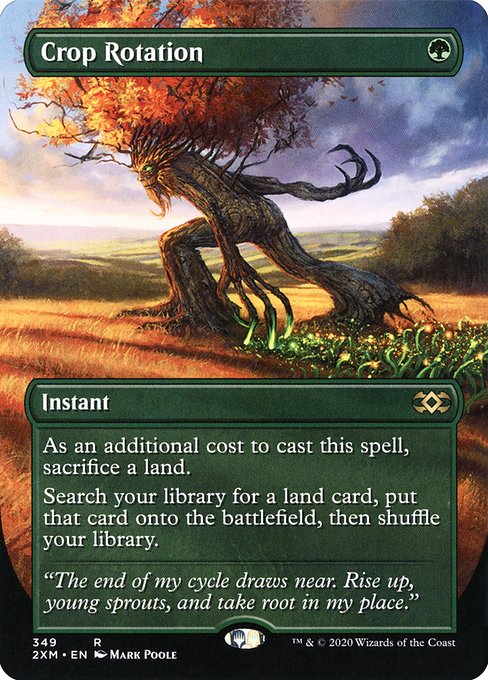 Crop Rotation
Instant
As an additional cost to cast this spell,
sacrifice a land.
Search your library for a land card, put
that card onto the battlefield, then shuffle
your library.
“The end of my cycle draws near. Rise up,
young sprouts, and take root in my place.”
349 R
2XM • EN Mark Poole
™ & © 2020 Wizards of the Coast